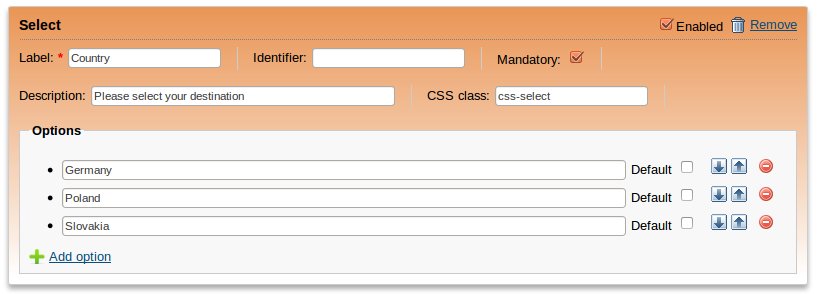 Select Enabled Remove
Label: * Country Identifier: Mandatory:
Description: Please select your destination CSS class: css-select
Options
• Germany Default
• Poland Default
• Slovakia Default
Add option